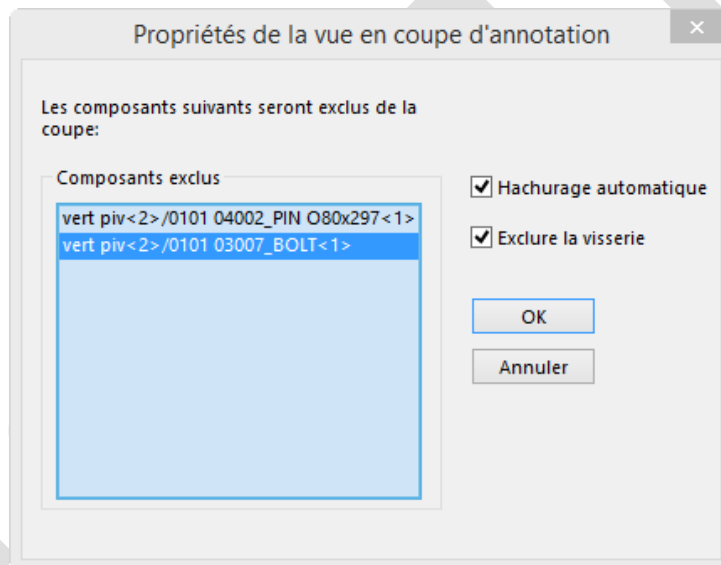 Propriétés de la vue en coupe d'annotation
Les composants suivants seront exclus de la
coupe:
Composants exclus
vert piv<2>/0101 04002_PIN O80x297<1>
vert piv<2>/0101 03007_BOLT<1>
Hachurage automatique
Exclure la visserie
OK
Annuler